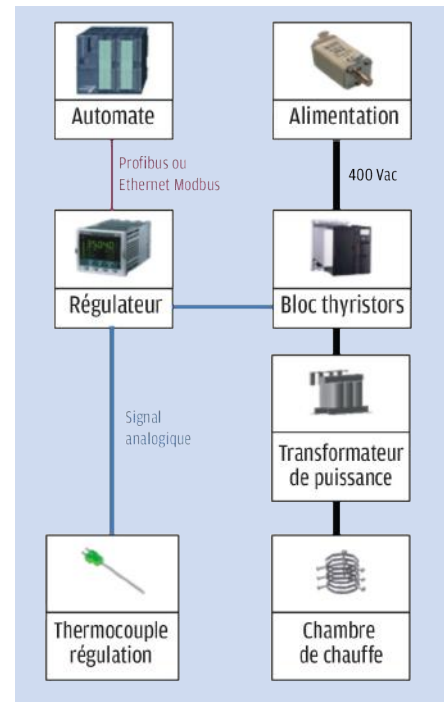 Automate
Alimentation
Profibus ou
Ethernet Modbus
400 Vac
Régulateur
Bloc thyristors
Signal
analogique
Transformateur
de puissance
Thermocouple
régulation
Chambre
de chauffe